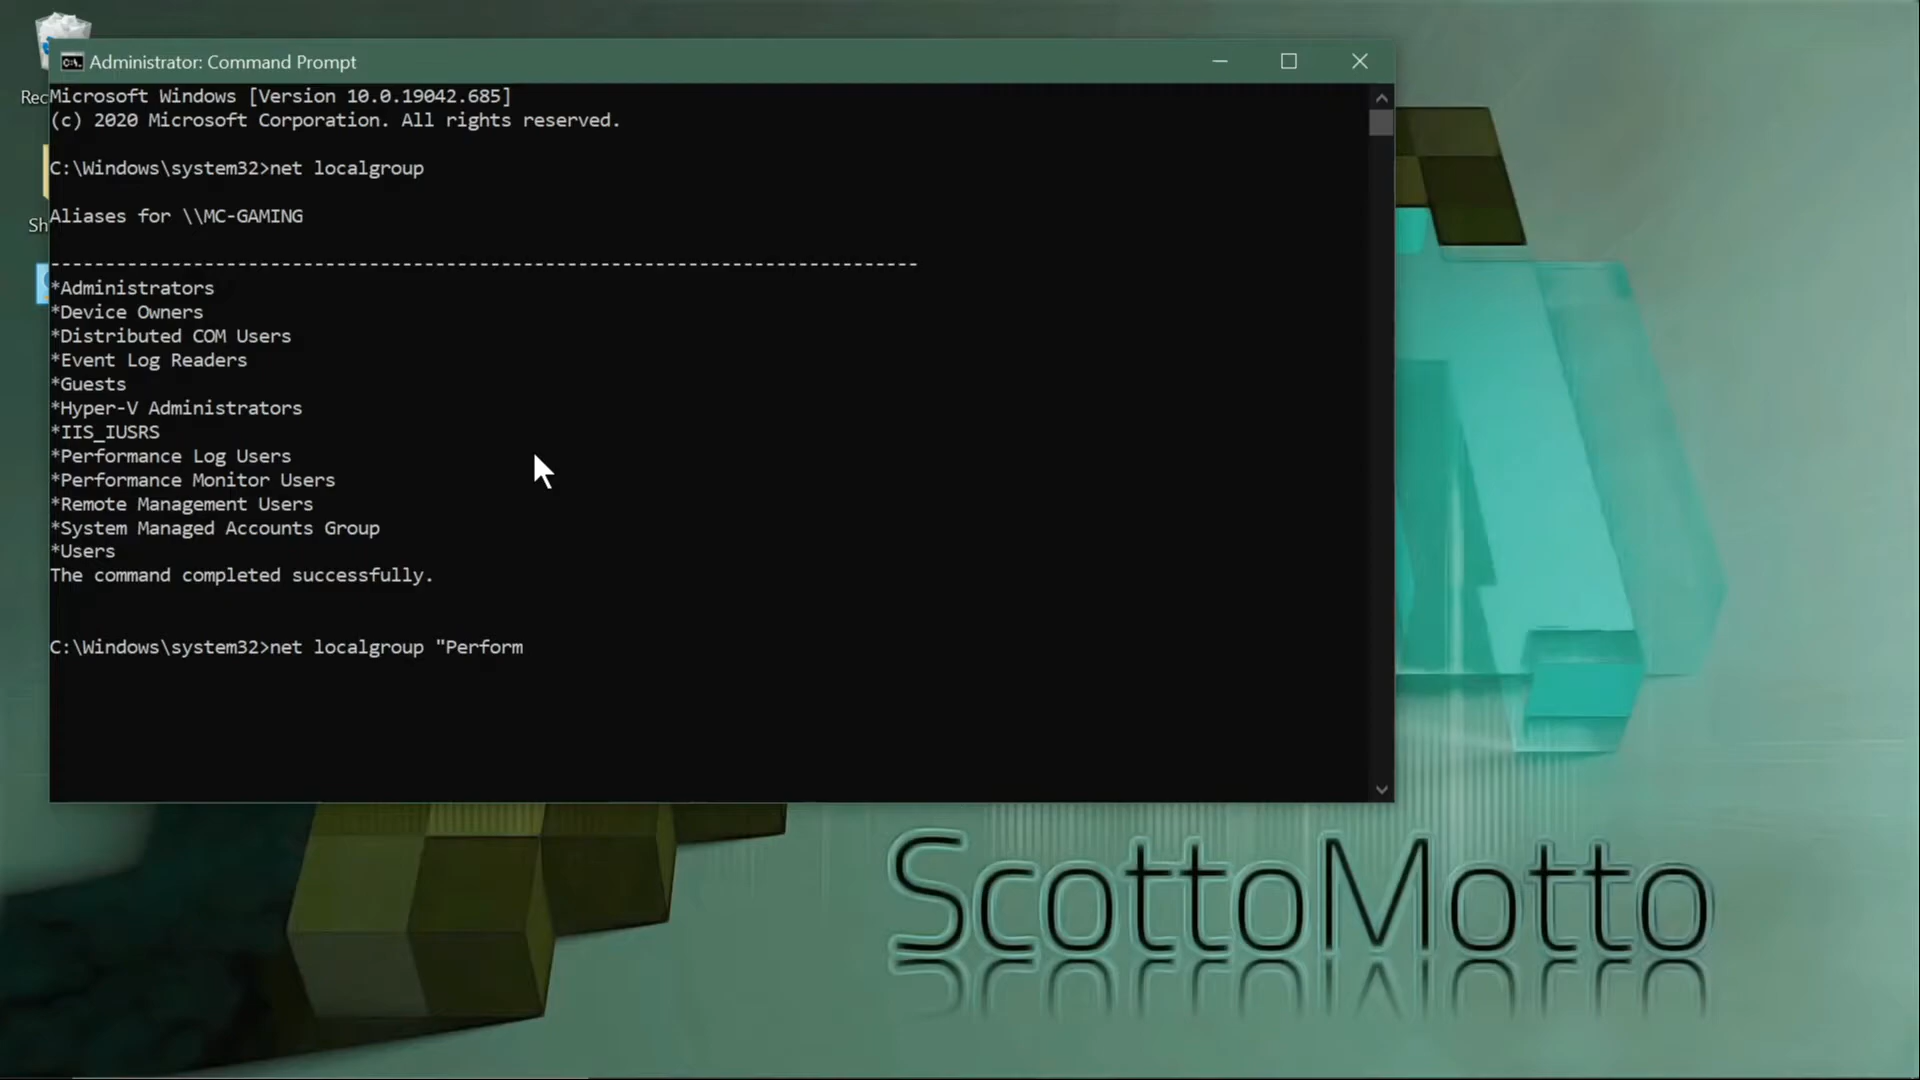 Administrator: Command Prompt
Rec
Microsoft Windows [Version 10.0.19042.685]
(c) 2020 Microsoft Corporation. All rights reserved.
C:\Windows\system32>net localgroup
Sh
Aliases for \\MC-GAMING
-------------------------------------------------------------------------------
*Administrators
*Device Owners
*Distributed COM Users
*Event Log Readers
*Guests
*Hyper-V Administrators
*IIS_IUSRS
*Performance Log Users
*Performance Monitor Users
*Remote Management Users
*System Managed Accounts Group
*Users
The command completed successfully.
C:\Windows\system32>net localgroup "Perform
ScottoMotto